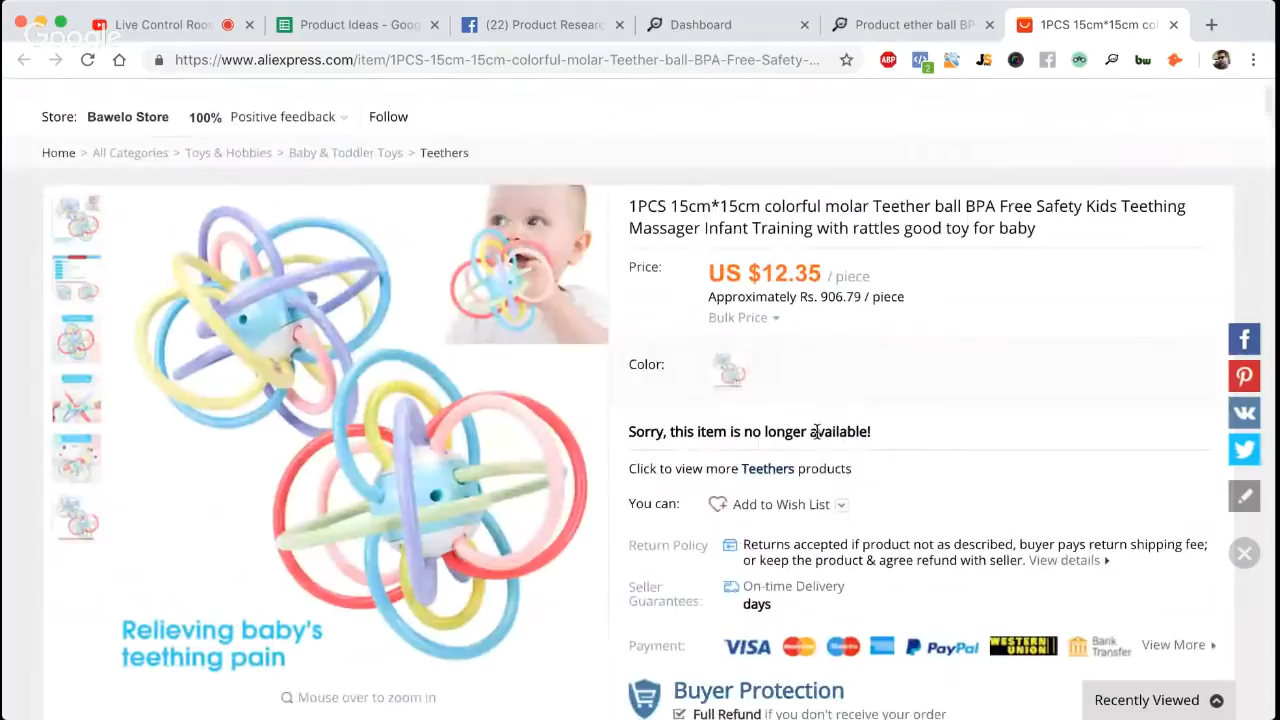 Live Control Roo
Product Ideas - Goo
(22) Product Resear
Dashboard
Product ether ball BP
1PCS 15cm*15cm co
Google
https://www.aliexpress.com/item/1PCS-15cm-15cm-colorful-molar-Teether-ball-BPA-Free-Safety-...
ABP
2
JS
bw
Store: Bawelo Store 100% Positive feedback Follow
Home > All Categories > Toys & Hobbies > Baby & Toddler Toys > Teethers
1PCS 15cm*15cm colorful molar Teether ball BPA Free Safety Kids Teething
Massager Infant Training with rattles good toy for baby
Price: US $12.35 / piece
Approximately Rs. 906.79 / piece
Bulk Price
Color:
Sorry, this item is no longer available!
Click to view more Teethers products
You can: Add to Wish List
Return Policy Returns accepted if product not as described, buyer pays return shipping fee;
or keep the product & agree refund with seller. View details
Seller
Guarantees:
On-time Delivery
days
Relieving baby's
teething pain
Mouse over to zoom in
Payment: VISA PayPal WESTERN UNION Bank Transfer View More
Buyer Protection
Full Refund if you don't receive your order
Recently Viewed